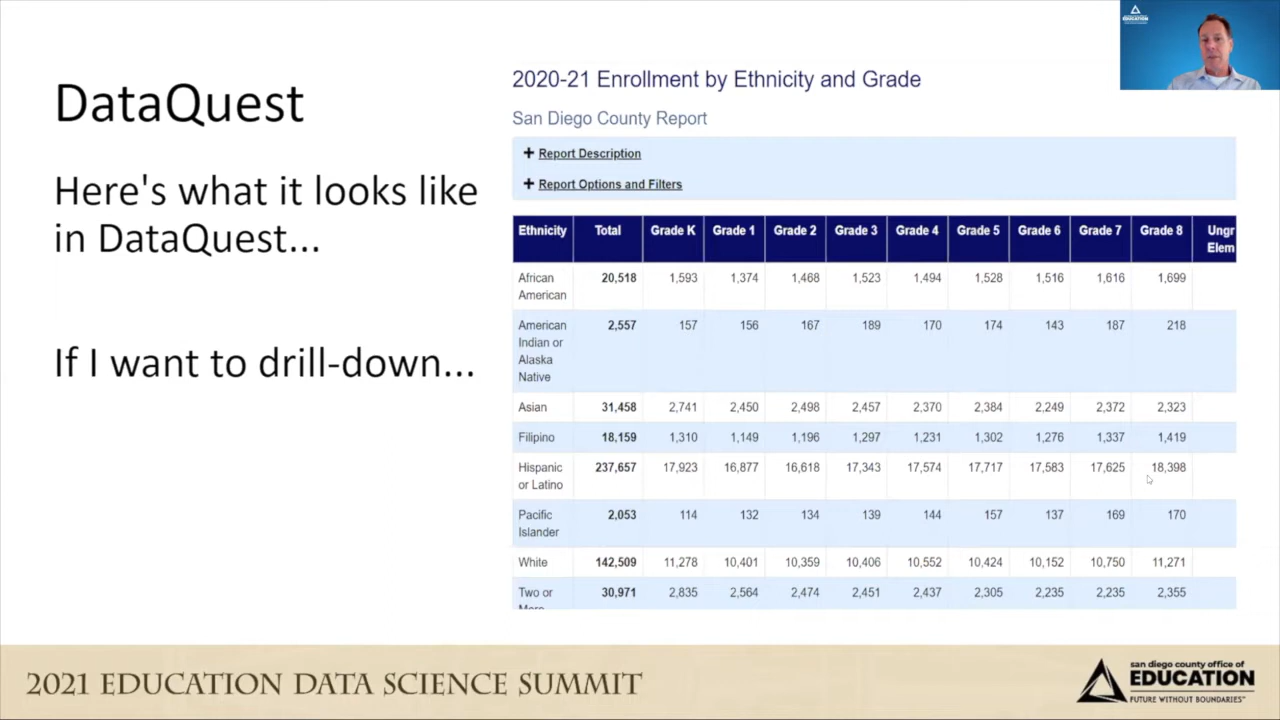 DataQuest
Here's what it looks like
in DataQuest...
If I want to drill-down...
EDUCATION
2020-21 Enrollment by Ethnicity and Grade
San Diego County Report
+ Report Description
+ Report Options and Filters
Ethnicity Total Grade K Grade 1 Grade 2 Grade 3 Grade 4 Grade 5 Grade 6 Grade 7 Grade 8 Ungr
Elem
African 20,518 1,593 1,374 1,468 1,523 1,494 1,528 1,516 1,616 1,699
American
American 2,557 157 156 167 189 170 174 143 187 218
Indian or
Alaska
Native
Asian 31,458 2,741 2,450 2,498 2,457 2,370 2,384 2,249 2,372 2,323
Filipino 18,159 1,310 1,149 1,196 1,297 1,231 1,302 1,276 1,337 1,419
Hispanic 237,657 17,923 16,877 16,618 17,343 17,574 17,717 17,583 17,625 18,398
or Latino
Pacific 2,053 114 132 134 139 144 157 137 169 170
Islander
White 142,509 11,278 10,401 10,359 10,406 10,552 10,424 10,152 10,750 11,271
Two or 30,971 2,835 2,564 2,474 2,451 2,437 2,305 2,235 2,235 2,355
More
2021 EDUCATION DATA SCIENCE SUMMIT
san diego county office of
EDUCATION
FUTURE WITHOUT BOUNDARIES™